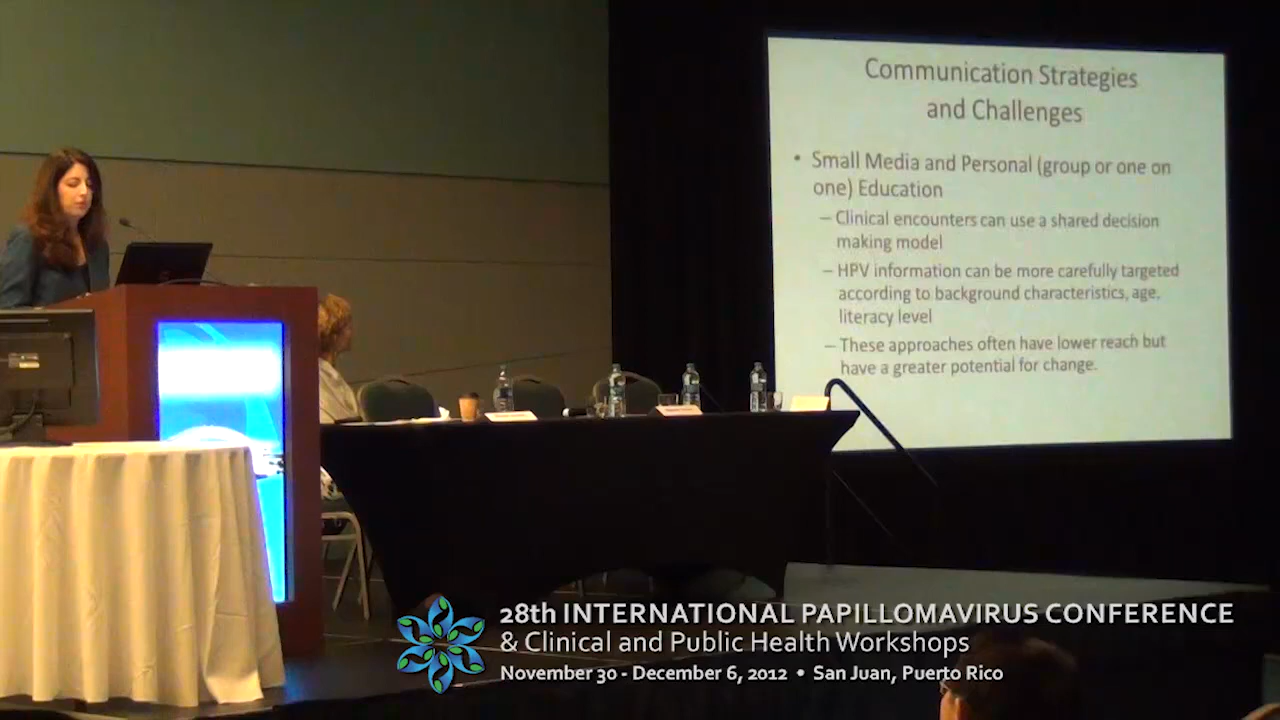 Communication Strategies
and Challenges
• Small Media and Personal (group or one on
one) Education
– Clinical encounters can use a shared decision
making model
– HPV information can be more carefully targeted
according to background characteristics, age,
literacy level
– These approaches often have lower reach but
have a greater potential for change.
28th INTERNATIONAL PAPILLOMAVIRUS CONFERENCE
& Clinical and Public Health Workshops
November 30 - December 6, 2012 • San Juan, Puerto Rico